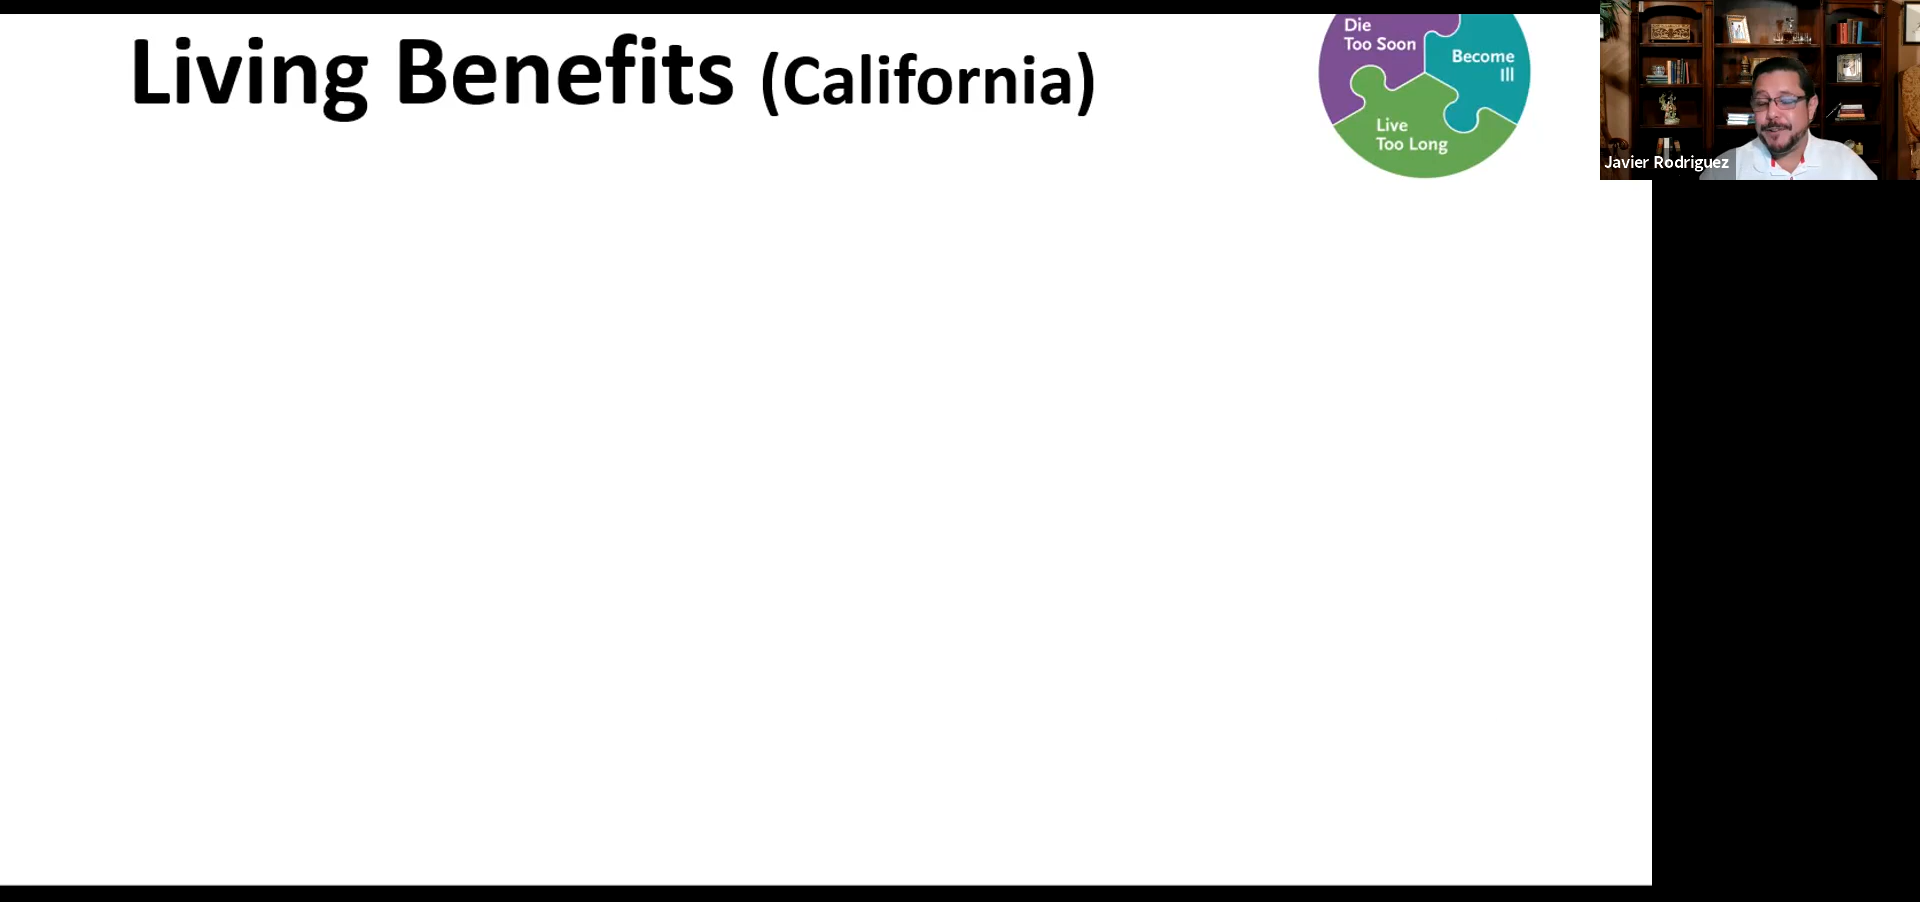 Living Benefits (California)
Die
Too Soon
Become
Ill
Live
Too Long
Javier Rodriguez